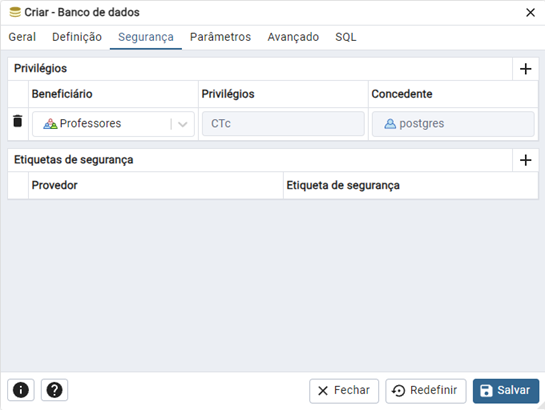 Criar - Banco de dados
Geral Definição Segurança Parâmetros Avançado SQL
Privilégios
Beneficiário Privilégios Concedente
Professores CTc postgres
Etiquetas de segurança
Provedor Etiqueta de segurança
Fechar Redefinir Salvar